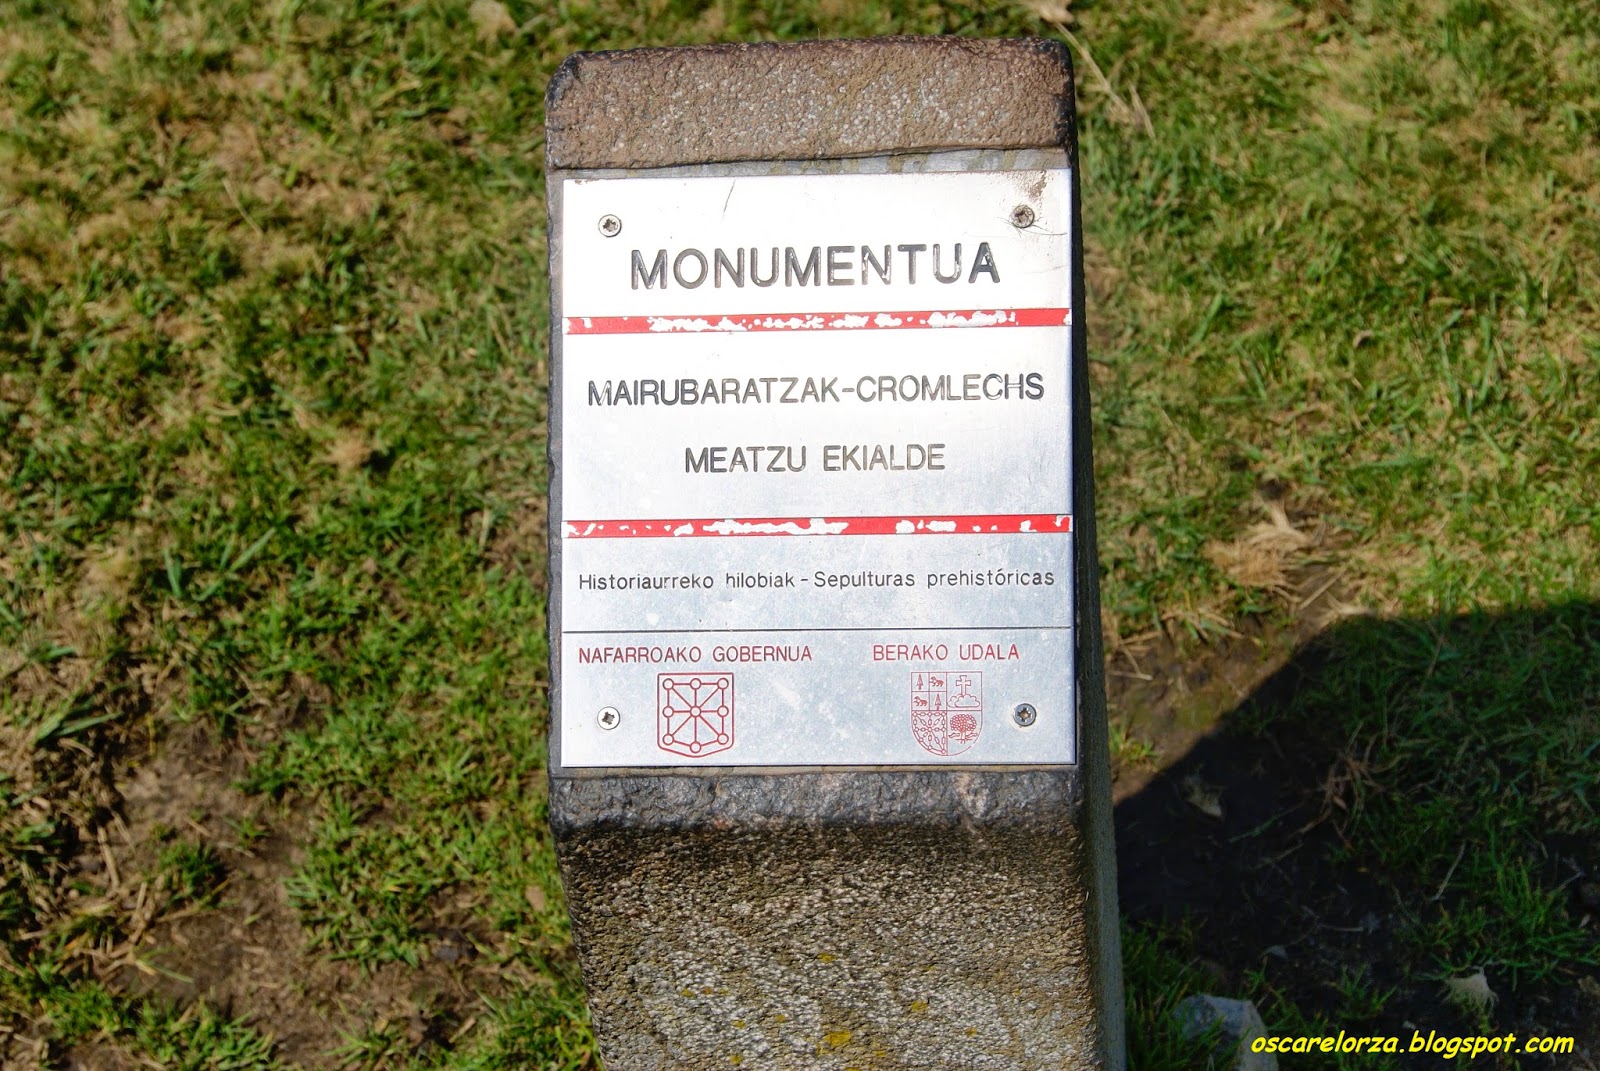 MONUMENTUA
MAIRUBARATZAK-CROMLECHS
MEATZU EKIALDE
Historiaurreko hilobiak - Sepulturas prehistóricas
NAFARROAKO GOBERNUA
BERAKO UDALA
oscarelorza.blogspot.com